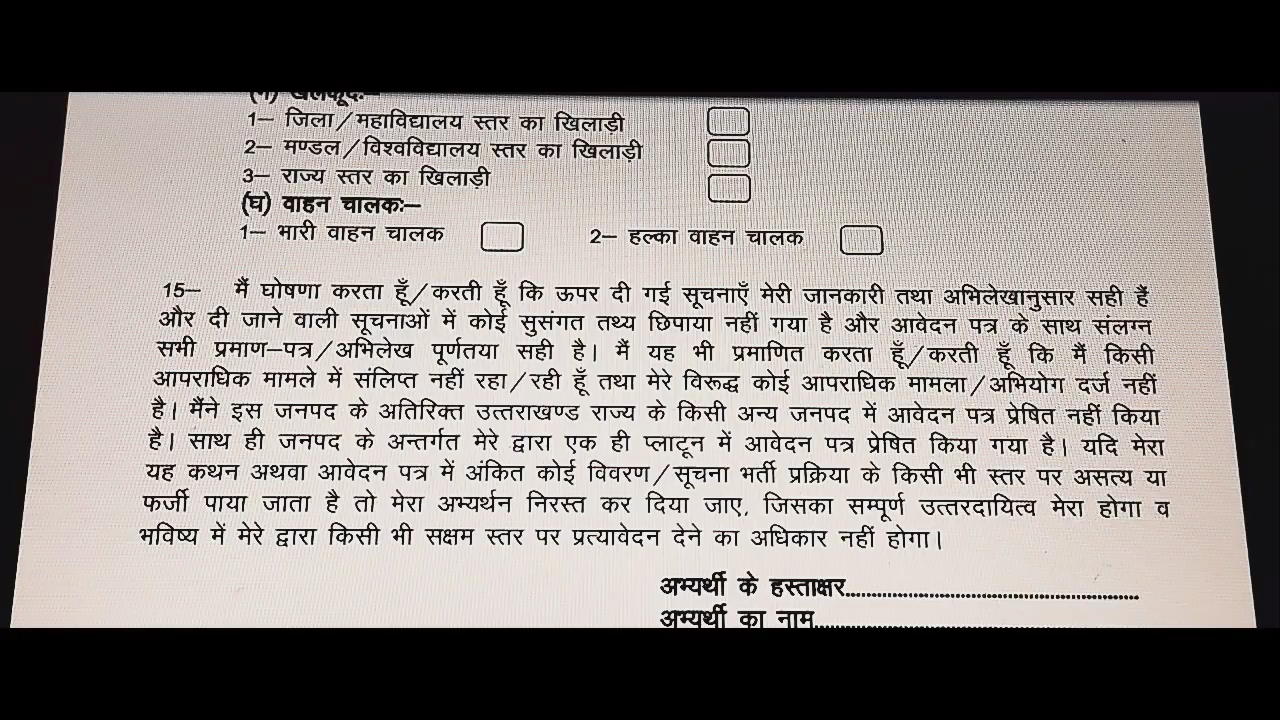 (ग) खेलकूदः–
1– जिला/महाविद्यालय स्तर का खिलाड़ी
2– मण्डल/विश्वविद्यालय स्तर का खिलाड़ी
3– राज्य स्तर का खिलाड़ी
(घ) वाहन चालकः–
1– भारी वाहन चालक 2– हल्का वाहन चालक
15– मैं घोषणा करता हूँ/करती हूँ कि ऊपर दी गई सूचनाएँ मेरी जानकारी तथा अभिलेखानुसार सही हैं
और दी जाने वाली सूचनाओं में कोई सुसंगत तथ्य छिपाया नहीं गया है और आवेदन पत्र के साथ संलग्न
सभी प्रमाण–पत्र/अभिलेख पूर्णतया सही है। मैं यह भी प्रमाणित करता हूँ/करती हूँ कि मैं किसी
आपराधिक मामले में संलिप्त नहीं रहा/रही हूँ तथा मेरे विरूद्ध कोई आपराधिक मामला/अभियोग दर्ज नहीं
है। मैंने इस जनपद के अतिरिक्त उत्तराखण्ड राज्य के किसी अन्य जनपद में आवेदन पत्र प्रेषित नहीं किया
है। साथ ही जनपद के अन्तर्गत मेरे द्वारा एक ही प्लाटून में आवेदन पत्र प्रेषित किया गया है। यदि मेरा
यह कथन अथवा आवेदन पत्र में अंकित कोई विवरण/सूचना भर्ती प्रक्रिया के किसी भी स्तर पर असत्य या
फर्जी पाया जाता है तो मेरा अभ्यर्थन निरस्त कर दिया जाए, जिसका सम्पूर्ण उत्तरदायित्व मेरा होगा व
भविष्य में मेरे द्वारा किसी भी सक्षम स्तर पर प्रत्यावेदन देने का अधिकार नहीं होगा।
अभ्यर्थी के हस्ताक्षर..........................................................
अभ्यर्थी का नाम..........................................................